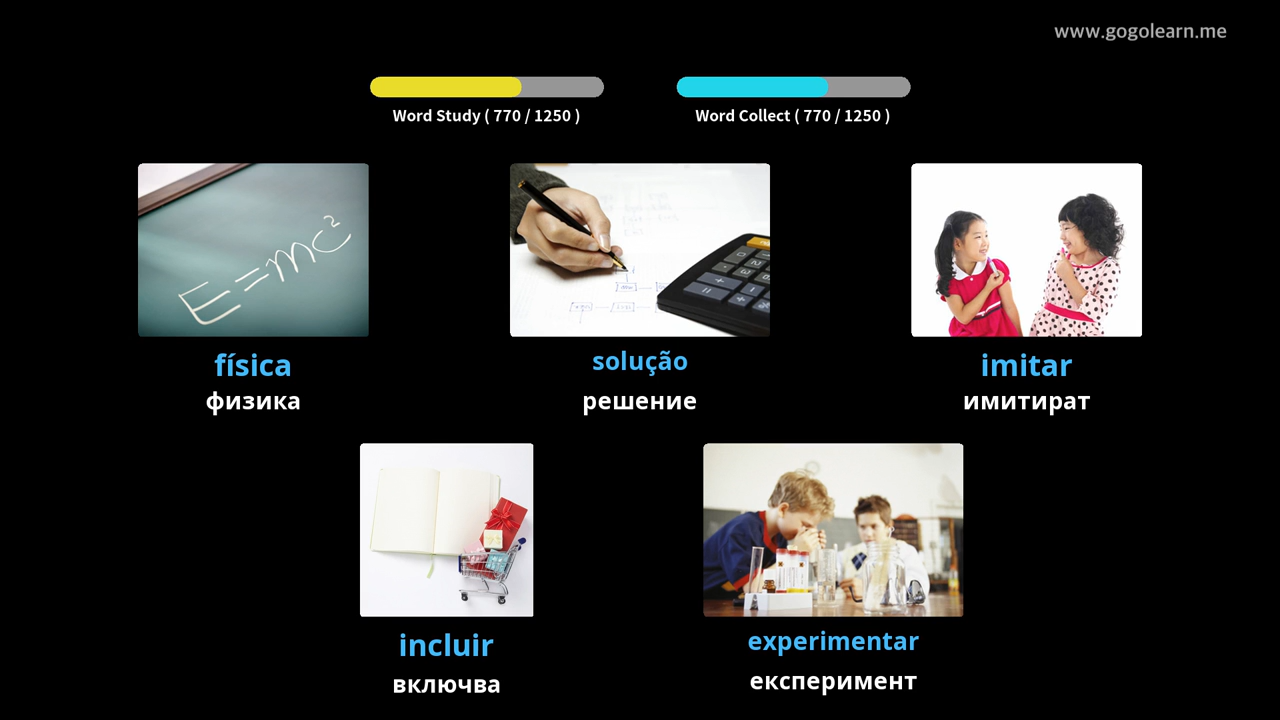 www.gogolearn.me
Word Study ( 770 / 1250 )
Word Collect ( 770 / 1250 )
E=mc²
física
физика
solução
решение
imitar
имитират
incluir
включва
experimentar
експеримент